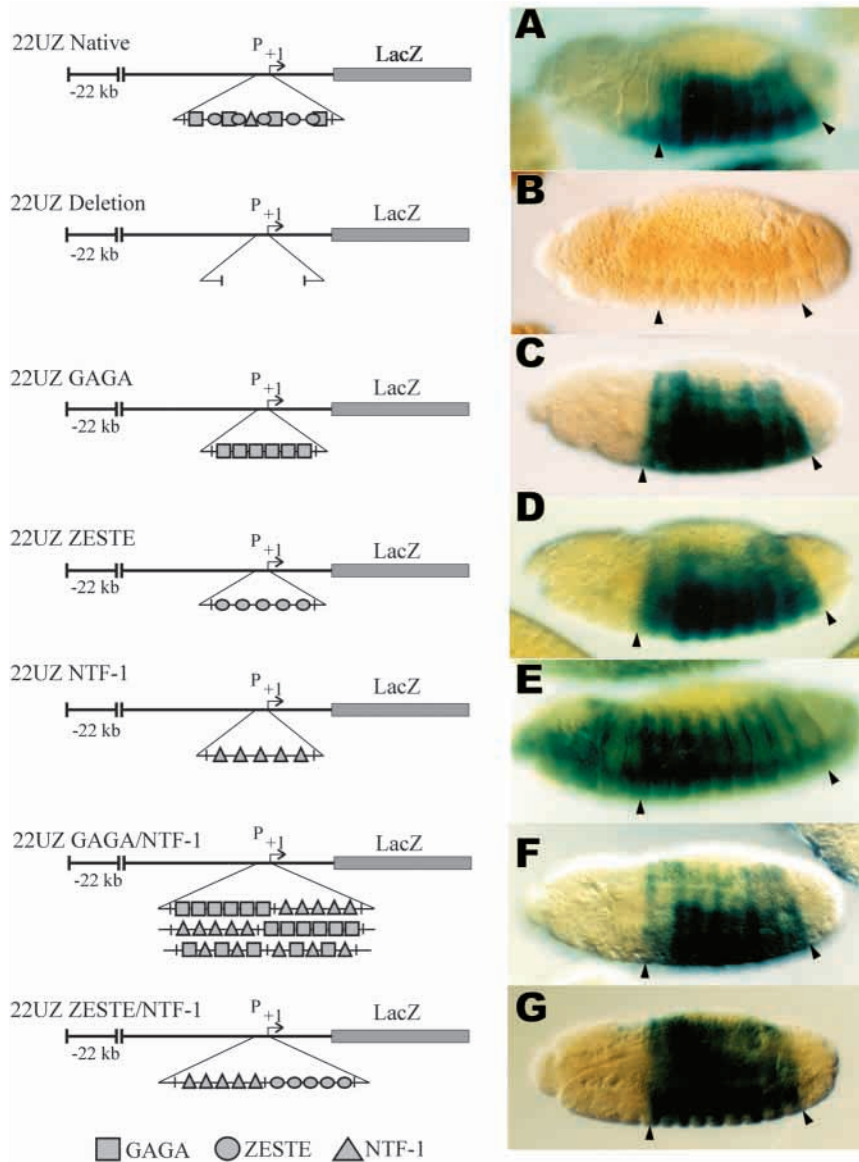 22UZ Native
P
+1
LacZ
-22 kb
A
22UZ Deletion
P
+1
LacZ
-22 kb
B
22UZ GAGA
P
+1
LacZ
-22 kb
C
22UZ ZESTE
P
+1
LacZ
-22 kb
D
22UZ NTF-1
P
+1
LacZ
-22 kb
E
22UZ GAGA/NTF-1
P
+1
LacZ
-22 kb
F
22UZ ZESTE/NTF-1
P
+1
LacZ
-22 kb
G
GAGA ZESTE NTF-1